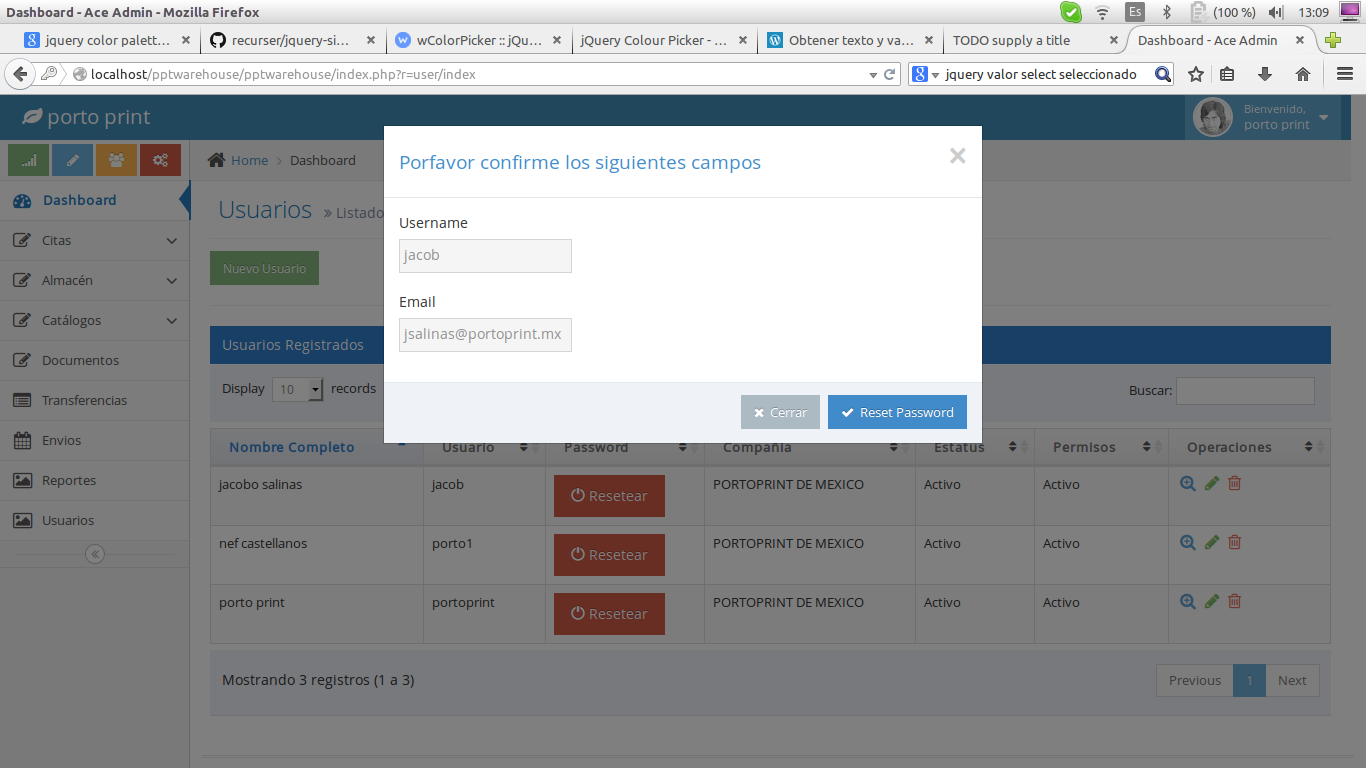 Dashboard - Ace Admin - Mozilla Firefox
Es (100 %) 13:09
jquery color palett...
recurser/jquery-si...
wColorPicker :: jQu...
jQuery Colour Picker - ...
Obtener texto y va...
TODO supply a title
Dashboard - Ace Admin
localhost/pptwarehouse/pptwarehouse/index.php?r=user/index
jquery valor select seleccionado
porto print
Bienvenido,
porto print
Home > Dashboard
Dashboard
Citas
Almacén
Catálogos
Documentos
Transferencias
Envios
Reportes
Usuarios
Usuarios » Listado
Nuevo Usuario
Porfavor confirme los siguientes campos
Username
jacob
Email
jsalinas@portoprint.mx
Cerrar
Reset Password
Usuarios Registrados
Display 10 records
Buscar:
Nombre Completo Usuario Password Compañia Estatus Permisos Operaciones
jacobo salinas jacob Resetear PORTOPRINT DE MEXICO Activo Activo
nef castellanos porto1 Resetear PORTOPRINT DE MEXICO Activo Activo
porto print portoprint Resetear PORTOPRINT DE MEXICO Activo Activo
Mostrando 3 registros (1 a 3)
Previous 1 Next